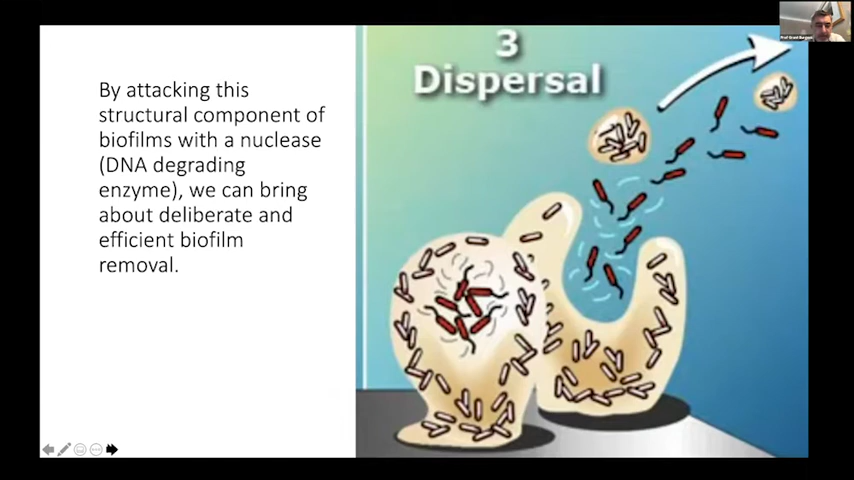 By attacking this
structural component of
biofilms with a nuclease
(DNA degrading
enzyme), we can bring
about deliberate and
efficient biofilm
removal.
3
Dispersal